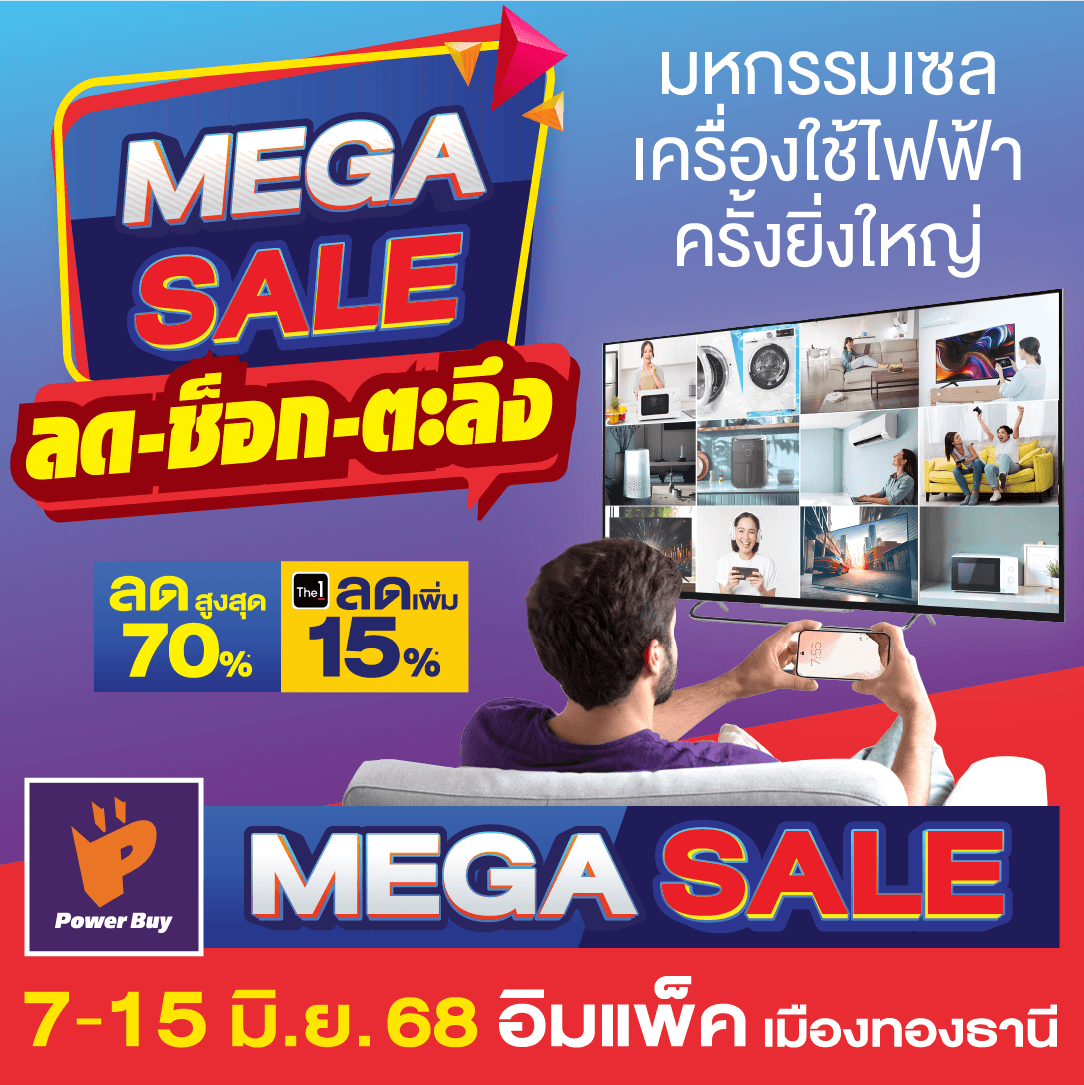 MEGA
SALE
ลด-ช็อก-ตะลึง
มหกรรมเซล
เครื่องใช้ไฟฟ้า
ครั้งยิ่งใหญ่
ลด สูงสุด
70%*
The 1 ลดเพิ่ม
15%*
7:55
Power Buy
MEGA SALE
7-15 มิ.ย. 68 อิมแพ็ค เมืองทองธานี